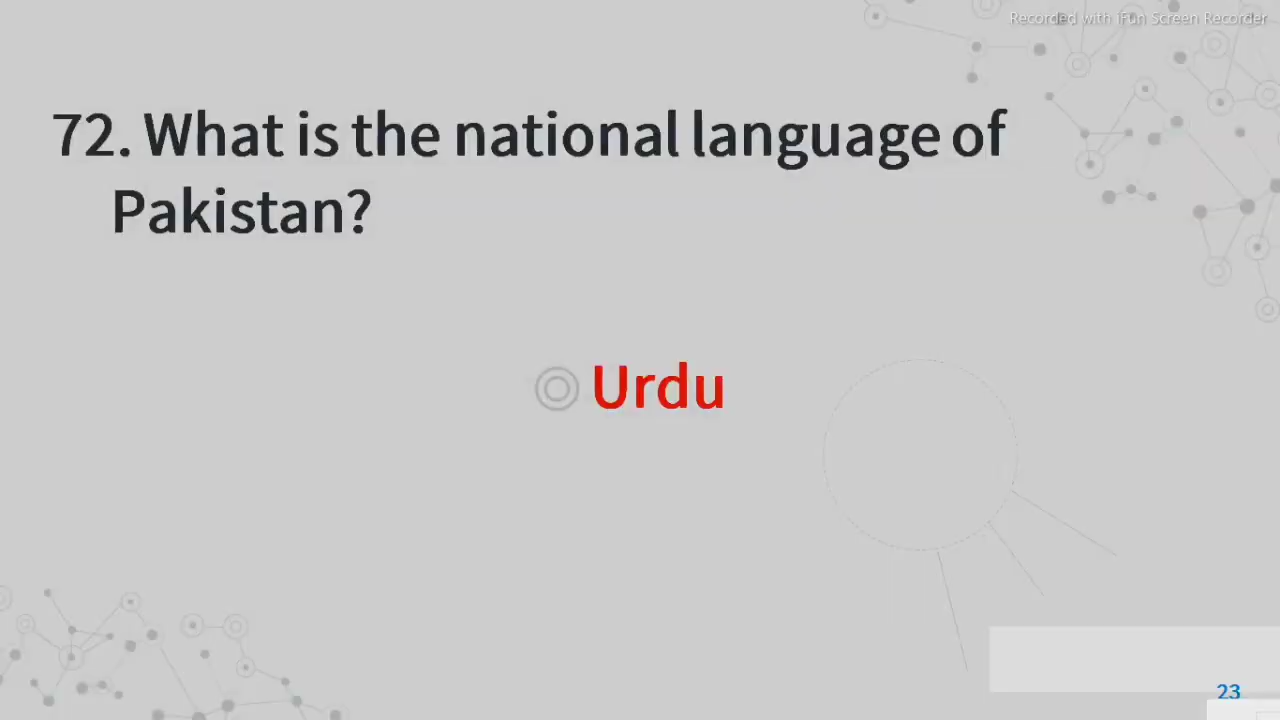 Recorded with iFun Screen Recorder
72. What is the national language of
Pakistan?
Urdu
23